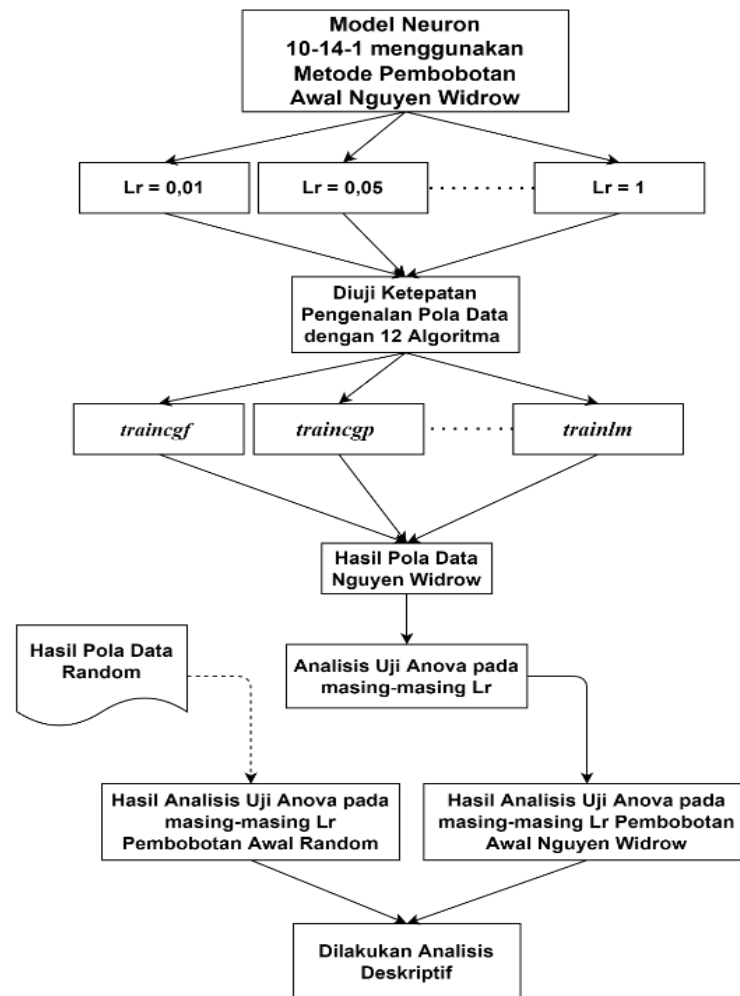 Model Neuron
10-14-1 menggunakan
Metode Pembobotan
Awal Nguyen Widrow
Lr = 0,01
Lr = 0,05
Lr = 1
Diuji Ketepatan
Pengenalan Pola Data
dengan 12 Algoritma
traincgf
traincgp
trainlm
Hasil Pola Data
Nguyen Widrow
Hasil Pola Data
Random
Analisis Uji Anova pada
masing-masing Lr
Hasil Analisis Uji Anova pada
masing-masing Lr
Pembobotan Awal Random
Hasil Analisis Uji Anova pada
masing-masing Lr Pembobotan
Awal Nguyen Widrow
Dilakukan Analisis
Deskriptif